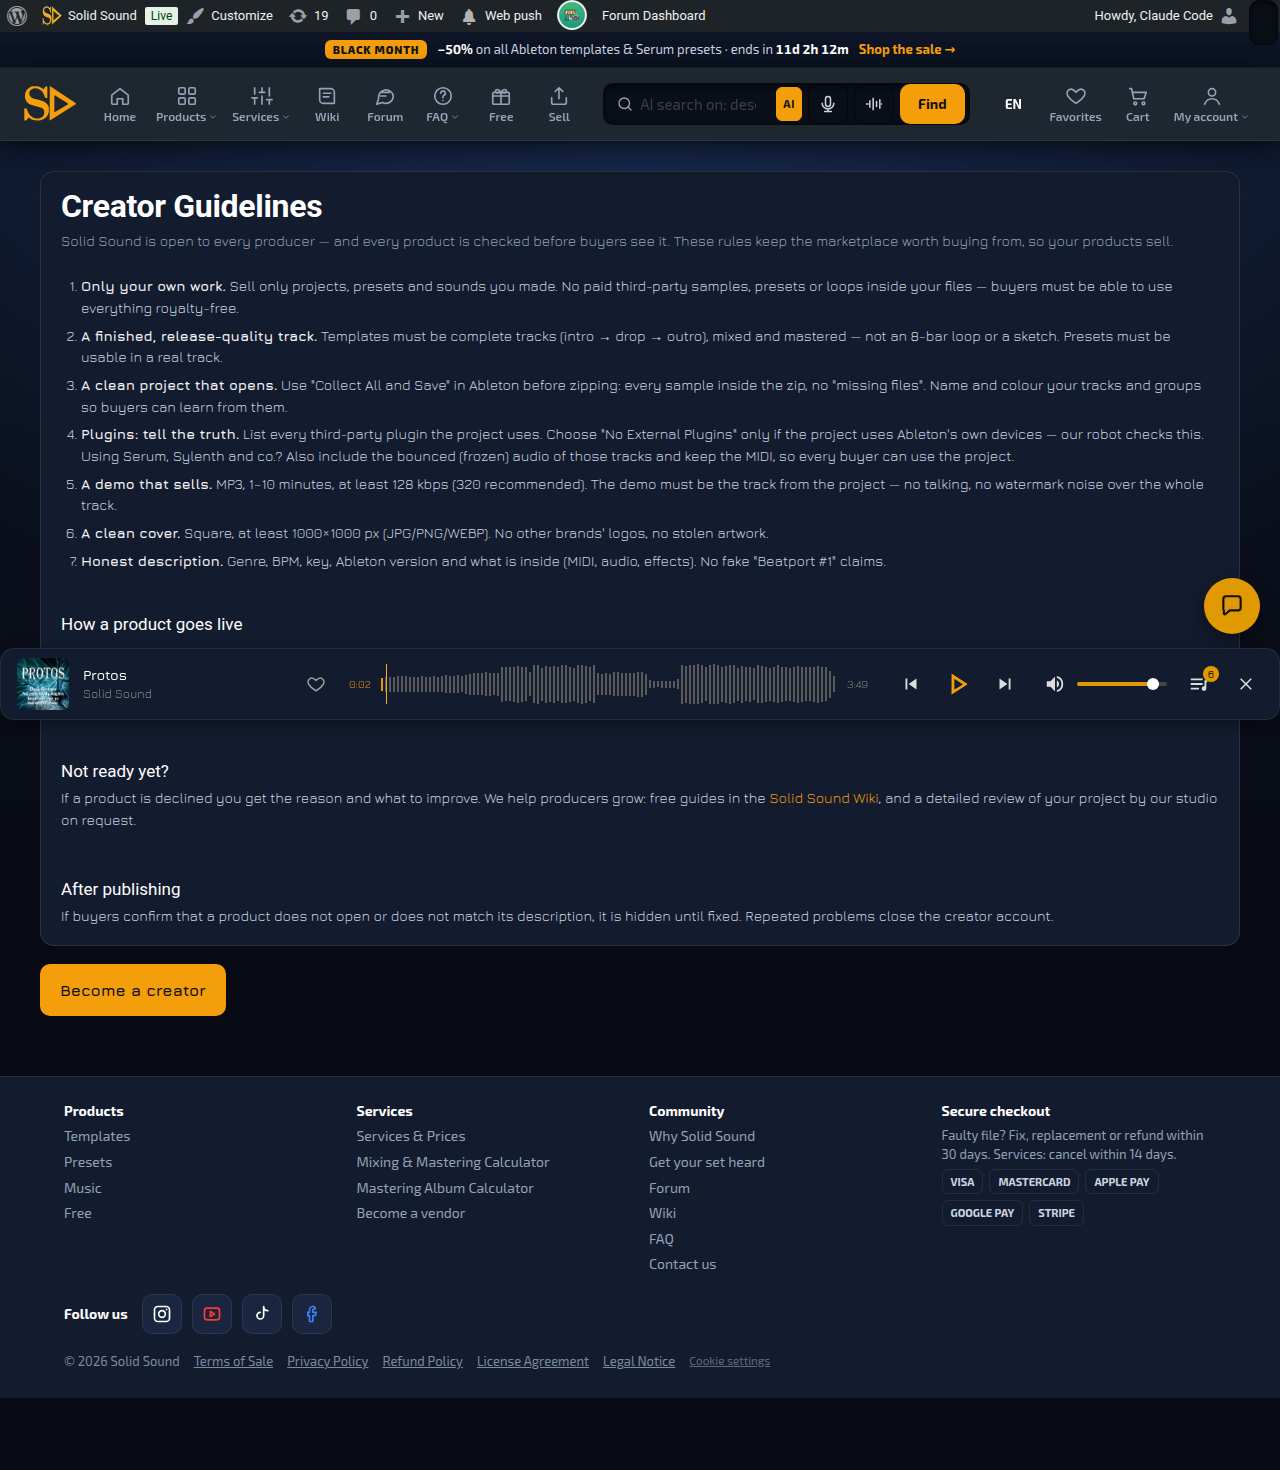 Solid Sound
Live
Customize
19
0
New
Web push
Forum Dashboard
Howdy, Claude Code
BLACK MONTH
−50% on all Ableton templates & Serum presets · ends in 11d 2h 12m
Shop the sale →
SD
Home
Products
Services
Wiki
Forum
FAQ
Free
Sell
AI search on: des
AI
Find
EN
Favorites
Cart
My account
Creator Guidelines
Solid Sound is open to every producer — and every product is checked before buyers see it. These rules keep the marketplace worth buying from, so your products sell.
1. Only your own work. Sell only projects, presets and sounds you made. No paid third-party samples, presets or loops inside your files — buyers must be able to use
everything royalty-free.
2. A finished, release-quality track. Templates must be complete tracks (intro → drop → outro), mixed and mastered — not an 8-bar loop or a sketch. Presets must be
usable in a real track.
3. A clean project that opens. Use "Collect All and Save" in Ableton before zipping: every sample inside the zip, no "missing files". Name and colour your tracks and groups
so buyers can learn from them.
4. Plugins: tell the truth. List every third-party plugin the project uses. Choose "No External Plugins" only if the project uses Ableton's own devices — our robot checks this.
Using Serum, Sylenth and co.? Also include the bounced (frozen) audio of those tracks and keep the MIDI, so every buyer can use the project.
5. A demo that sells. MP3, 1–10 minutes, at least 128 kbps (320 recommended). The demo must be the track from the project — no talking, no watermark noise over the whole
track.
6. A clean cover. Square, at least 1000×1000 px (JPG/PNG/WEBP). No other brands' logos, no stolen artwork.
7. Honest description. Genre, BPM, key, Ableton version and what is inside (MIDI, audio, effects). No fake "Beatport #1" claims.
How a product goes live
PROTOS
Protos
Solid Sound
0:02
3:49
6
Not ready yet?
If a product is declined you get the reason and what to improve. We help producers grow: free guides in the Solid Sound Wiki, and a detailed review of your project by our studio
on request.
After publishing
If buyers confirm that a product does not open or does not match its description, it is hidden until fixed. Repeated problems close the creator account.
Become a creator
Products
Templates
Presets
Music
Free
Services
Services & Prices
Mixing & Mastering Calculator
Mastering Album Calculator
Become a vendor
Community
Why Solid Sound
Get your set heard
Forum
Wiki
FAQ
Contact us
Secure checkout
Faulty file? Fix, replacement or refund within
30 days. Services: cancel within 14 days.
VISA
MASTERCARD
APPLE PAY
GOOGLE PAY
STRIPE
Follow us
© 2026 Solid Sound
Terms of Sale
Privacy Policy
Refund Policy
License Agreement
Legal Notice
Cookie settings